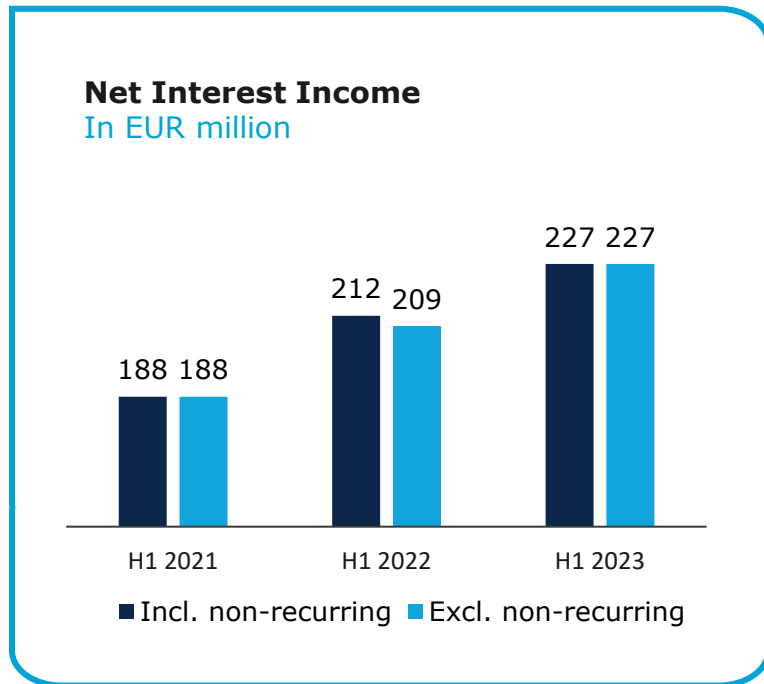 Net Interest Income
In EUR million
227 227
212
209
188 188
H1 2021 H1 2022 H1 2023
Incl. non-recurring Excl. non-recurring